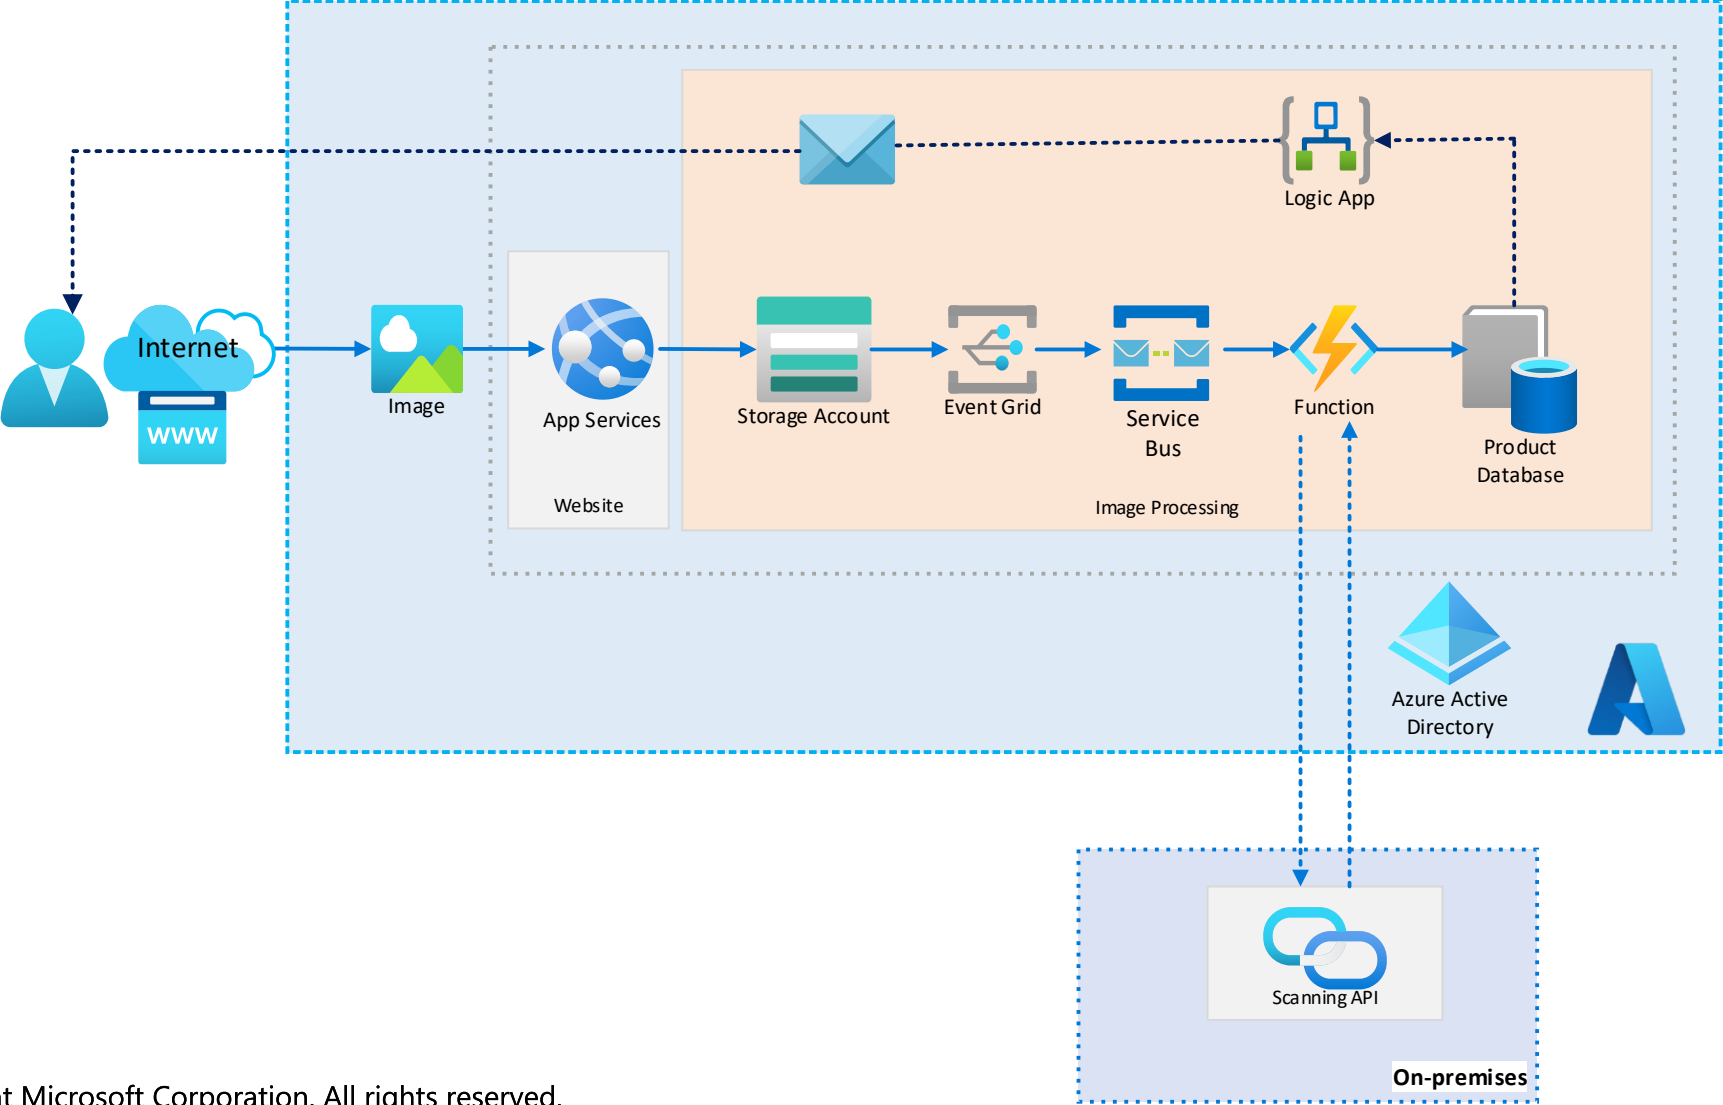 Logic App
Internet
www
Image
App Services
Website
Storage Account
Event Grid
Service
Bus
Function
Product
Database
Image Processing
Azure Active
Directory
Scanning API
On-premises
Microsoft Corporation. All rights reserved.